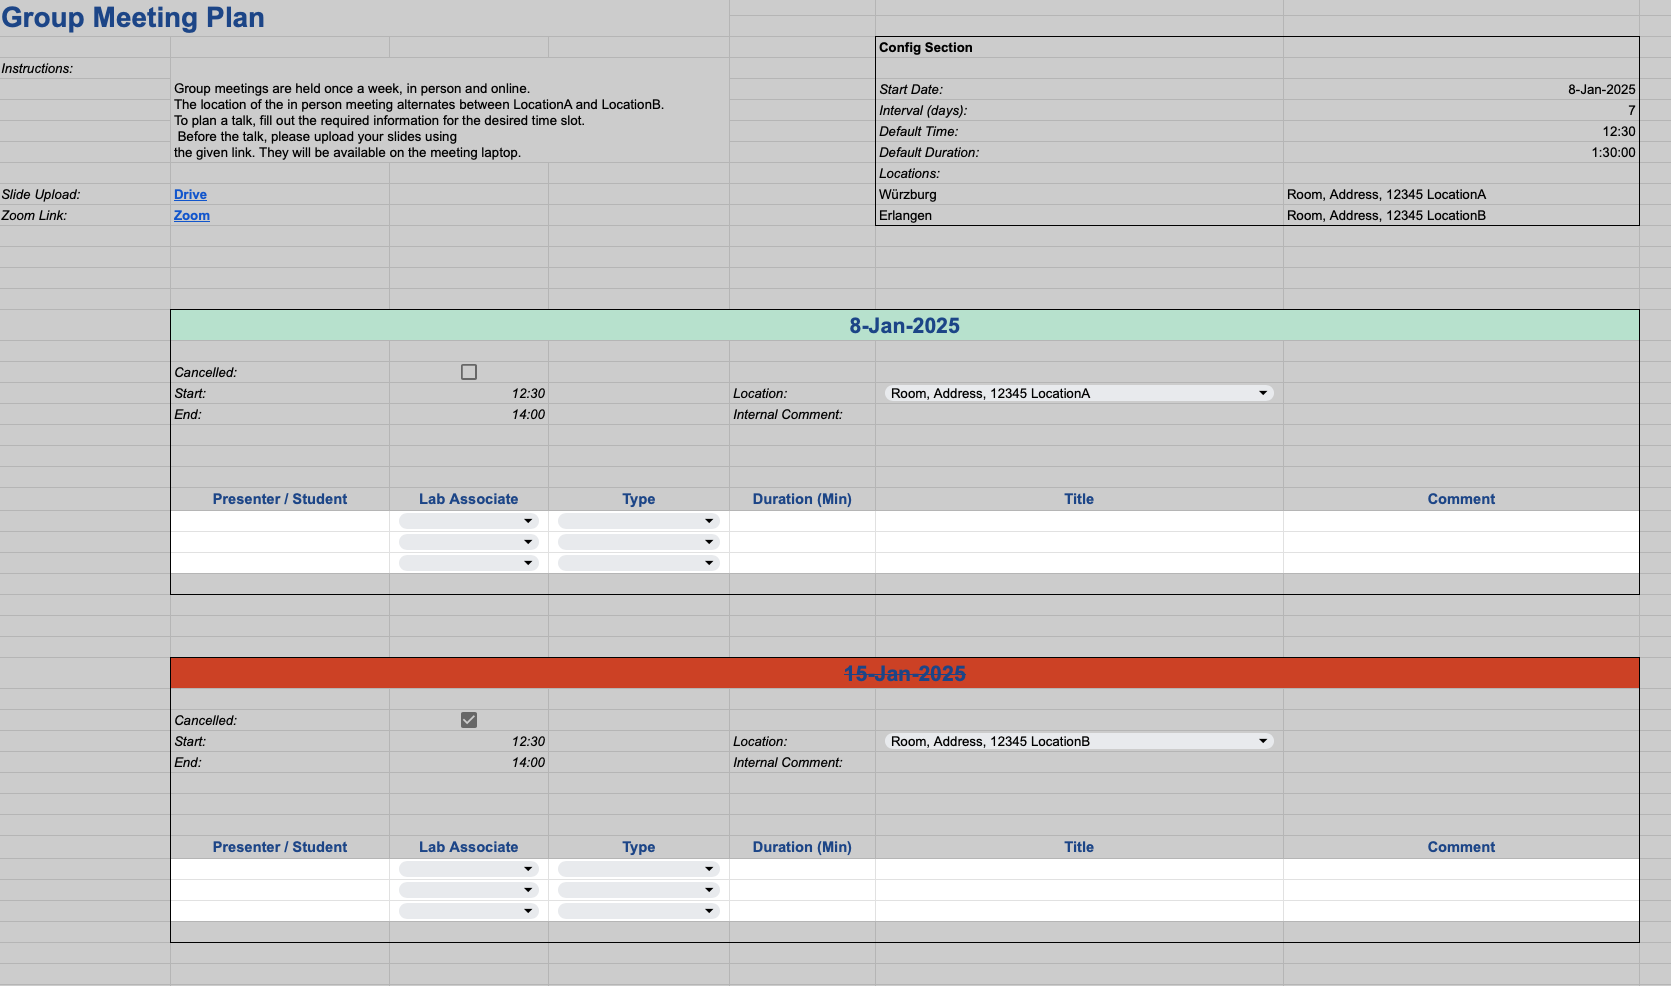 Group Meeting Plan
Config Section
Instructions:
Group meetings are held once a week, in person and online.
The location of the in person meeting alternates between LocationA and LocationB.
To plan a talk, fill out the required information for the desired time slot.
Before the talk, please upload your slides using
the given link. They will be available on the meeting laptop.
Start Date: 8-Jan-2025
Interval (days): 7
Default Time: 12:30
Default Duration: 1:30:00
Locations:
Slide Upload: Drive
Würzburg Room, Address, 12345 LocationA
Zoom Link: Zoom
Erlangen Room, Address, 12345 LocationB
8-Jan-2025
Cancelled:
Start: 12:30 Location: Room, Address, 12345 LocationA
End: 14:00 Internal Comment:
Presenter / Student Lab Associate Type Duration (Min) Title Comment
15-Jan-2025
Cancelled:
Start: 12:30 Location: Room, Address, 12345 LocationB
End: 14:00 Internal Comment:
Presenter / Student Lab Associate Type Duration (Min) Title Comment